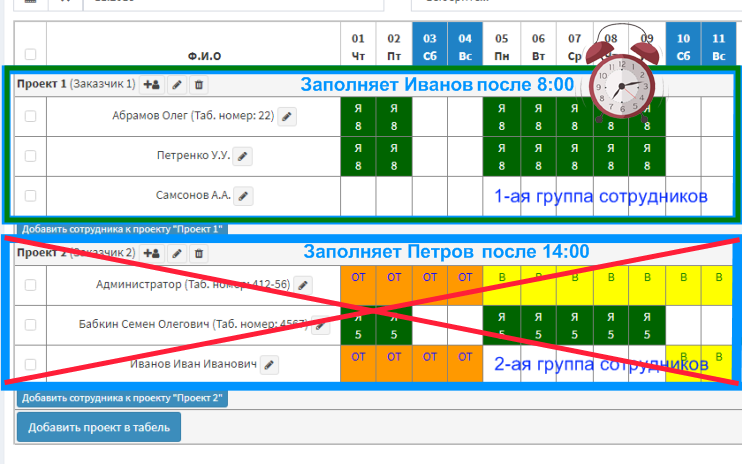 01 02 03 04 05 06 07 08 09 10 11
Ф.И.О Чт Пт Сб Вс Пн Вт Ср Сб Вс
Проект 1 (Заказчик 1) Заполняет Иванов после 8:00
Абрамов Олег (Таб. номер: 22) Я Я Я Я Я Я Я
8 8 8 8 8 8 8
Петренко У.У. Я Я Я Я Я Я Я
8 8 8 8 8 8 8
Самсонов А.А. 1-ая группа сотрудников
Добавить сотрудника к проекту "Проект 1"
Проект 2 (Заказчик 2) Заполняет Петров после 14:00
Администратор (Таб. номер: 412-56) ОТ ОТ ОТ ОТ В В В В В В В
Бабкин Семен Олегович (Таб. номер: 4567) Я Я Я Я Я Я Я
5 5 5 5 5 5 5
Иванов Иван Иванович ОТ ОТ ОТ ОТ 2-ая группа сотрудников В В
Добавить сотрудника к проекту "Проект 2"
Добавить проект в табель